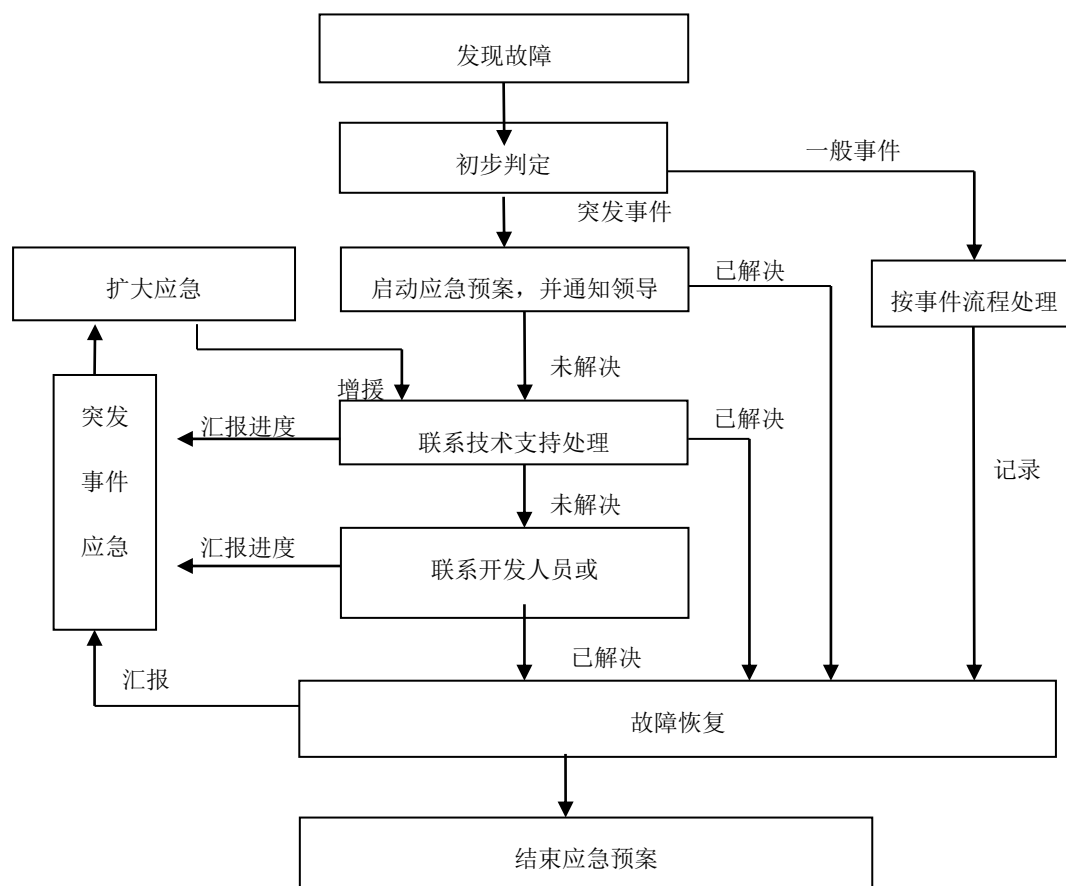 发现故障
初步判定
一般事件
突发事件
扩大应急
启动应急预案，并通知领导
已解决
按事件流程处理
未解决
增援
突发
事件
应急
汇报进度
联系技术支持处理
已解决
记录
未解决
汇报进度
联系开发人员或
已解决
汇报
故障恢复
结束应急预案